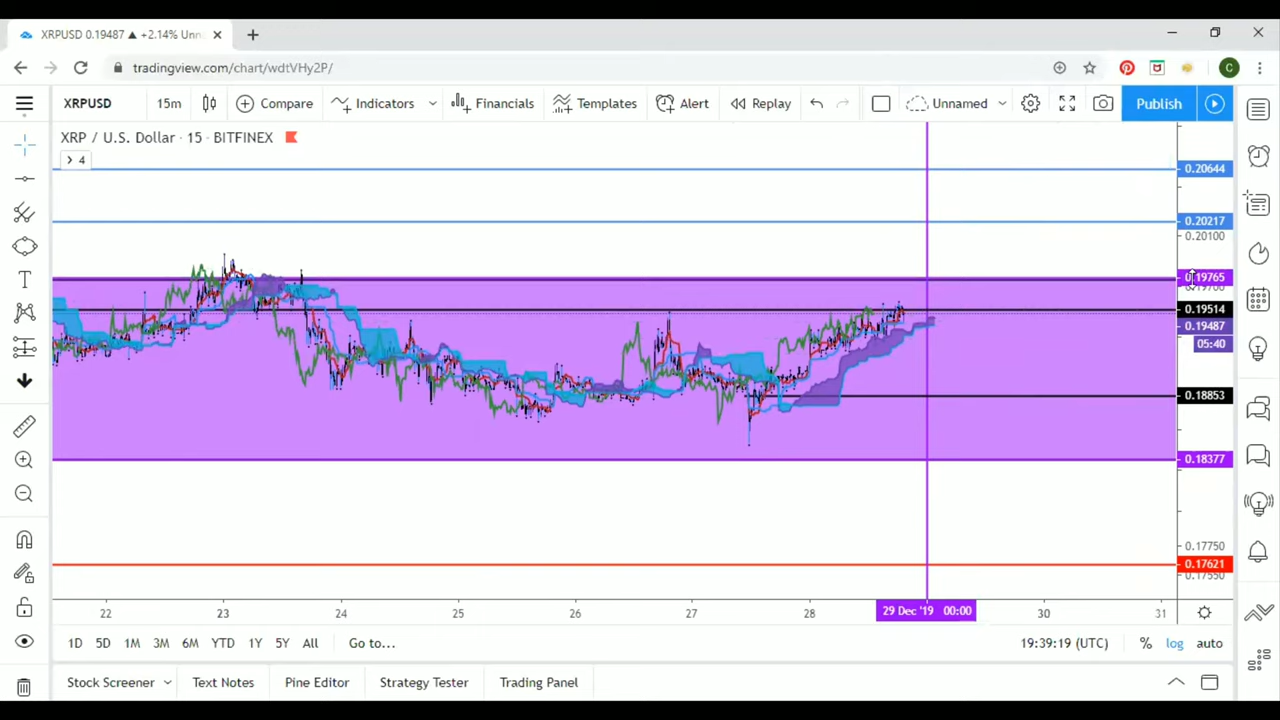 XRPUSD 0.19487 ▲ +2.14% Unn
tradingview.com/chart/wdtVHy2P/
C
XRPUSD 15m Compare Indicators Financials Templates Alert Replay Unnamed Publish
XRP / U.S. Dollar · 15 · BITFINEX
> 4
0.20644
0.20217
0.20100
0.19765
0.19514
0.19487
05:40
0.18853
0.18377
0.17750
0.17621
0.17550
22 23 24 25 26 27 28 29 Dec '19 00:00 30 31
1D 5D 1M 3M 6M YTD 1Y 5Y All Go to... 19:39:19 (UTC) % log auto
Stock Screener Text Notes Pine Editor Strategy Tester Trading Panel